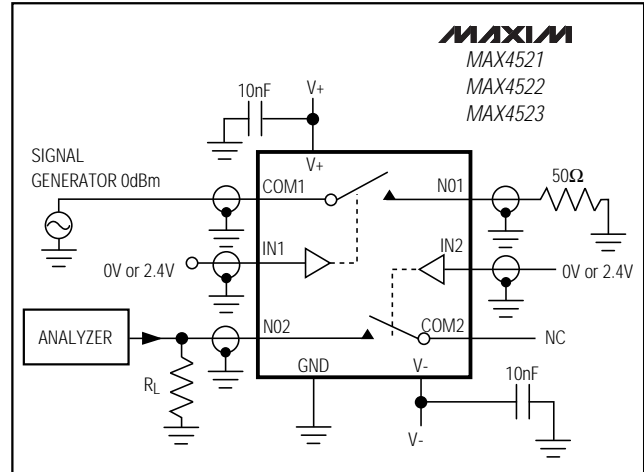 MAXIM
MAX4521
MAX4522
MAX4523
10nF
V+
V+
SIGNAL
GENERATOR 0dBm
COM1
N01
50Ω
IN1
IN2
0V or 2.4V
0V or 2.4V
ANALYZER
N02
COM2
NC
RL
GND
V-
10nF
V-